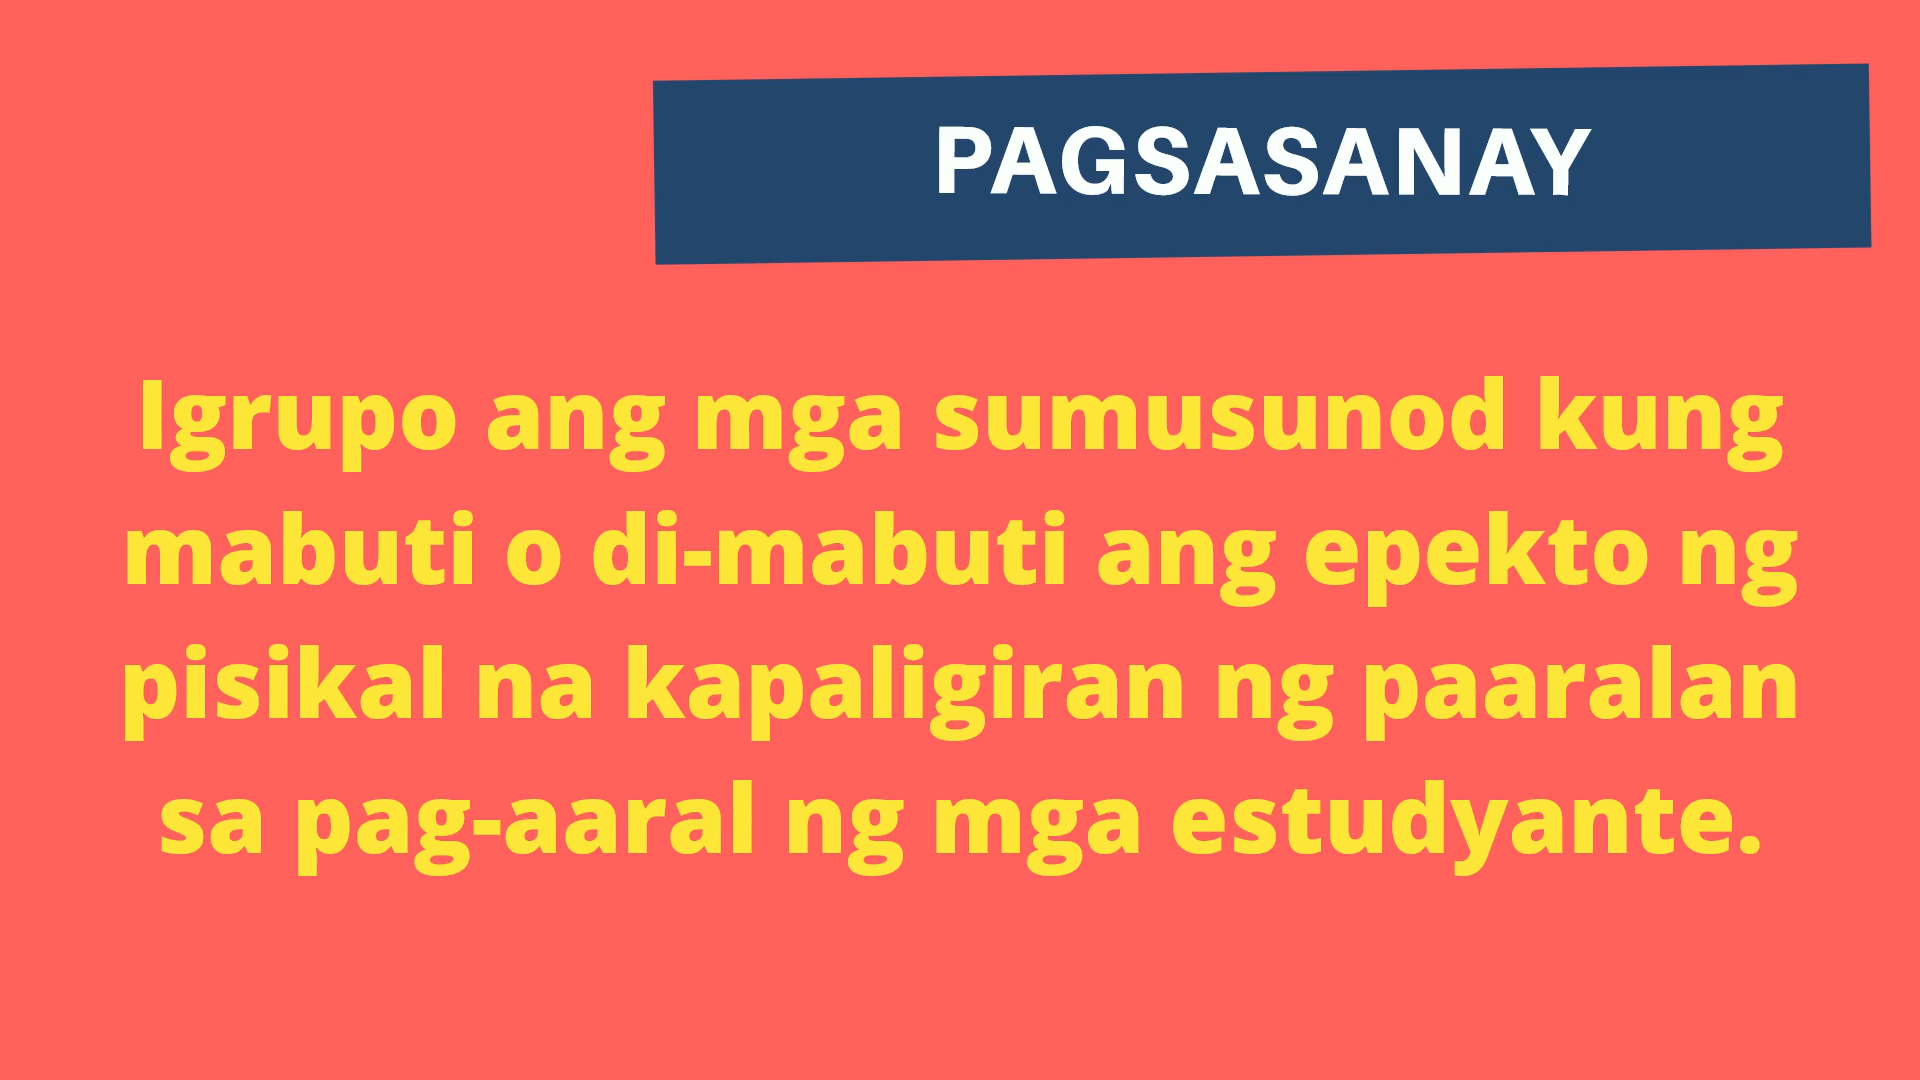 PAGSASANAY
Igrupo ang mga sumusunod kung
mabuti o di-mabuti ang epekto ng
pisikal na kapaligiran ng paaralan
sa pag-aaral ng mga estudyante.